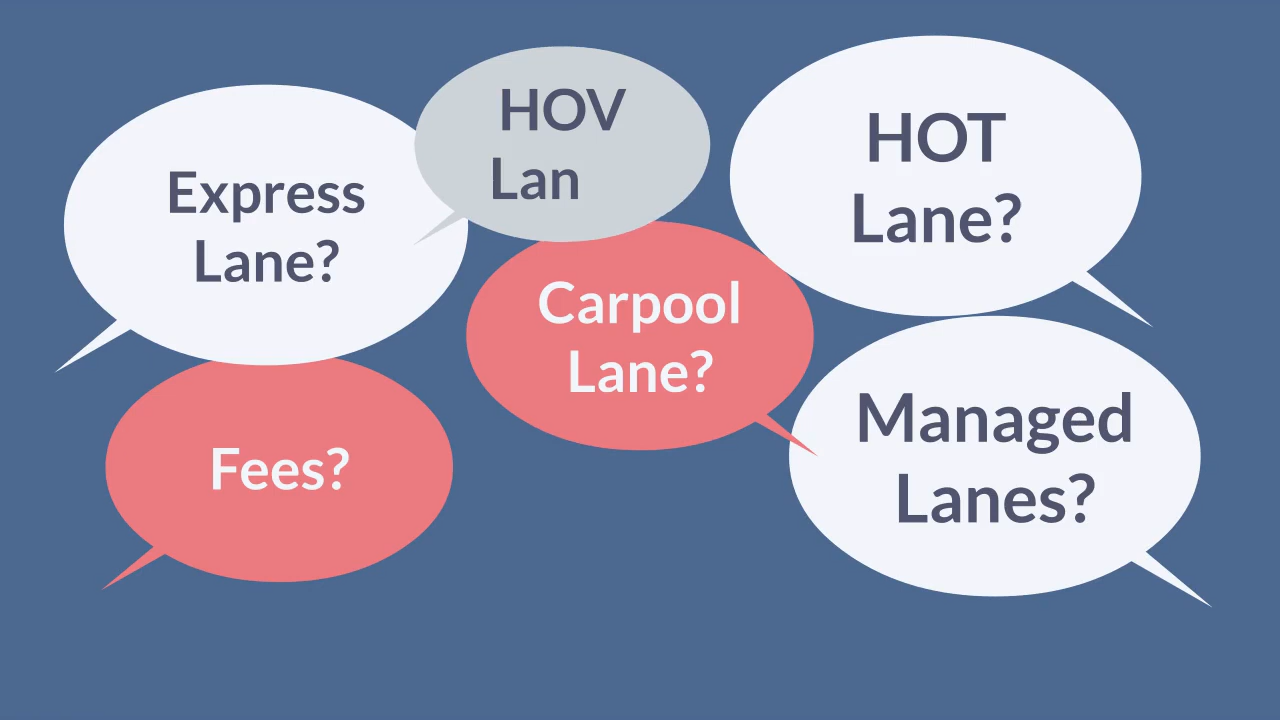 Express
Lane?
HOV
Lan
HOT
Lane?
Carpool
Lane?
Fees?
Managed
Lanes?